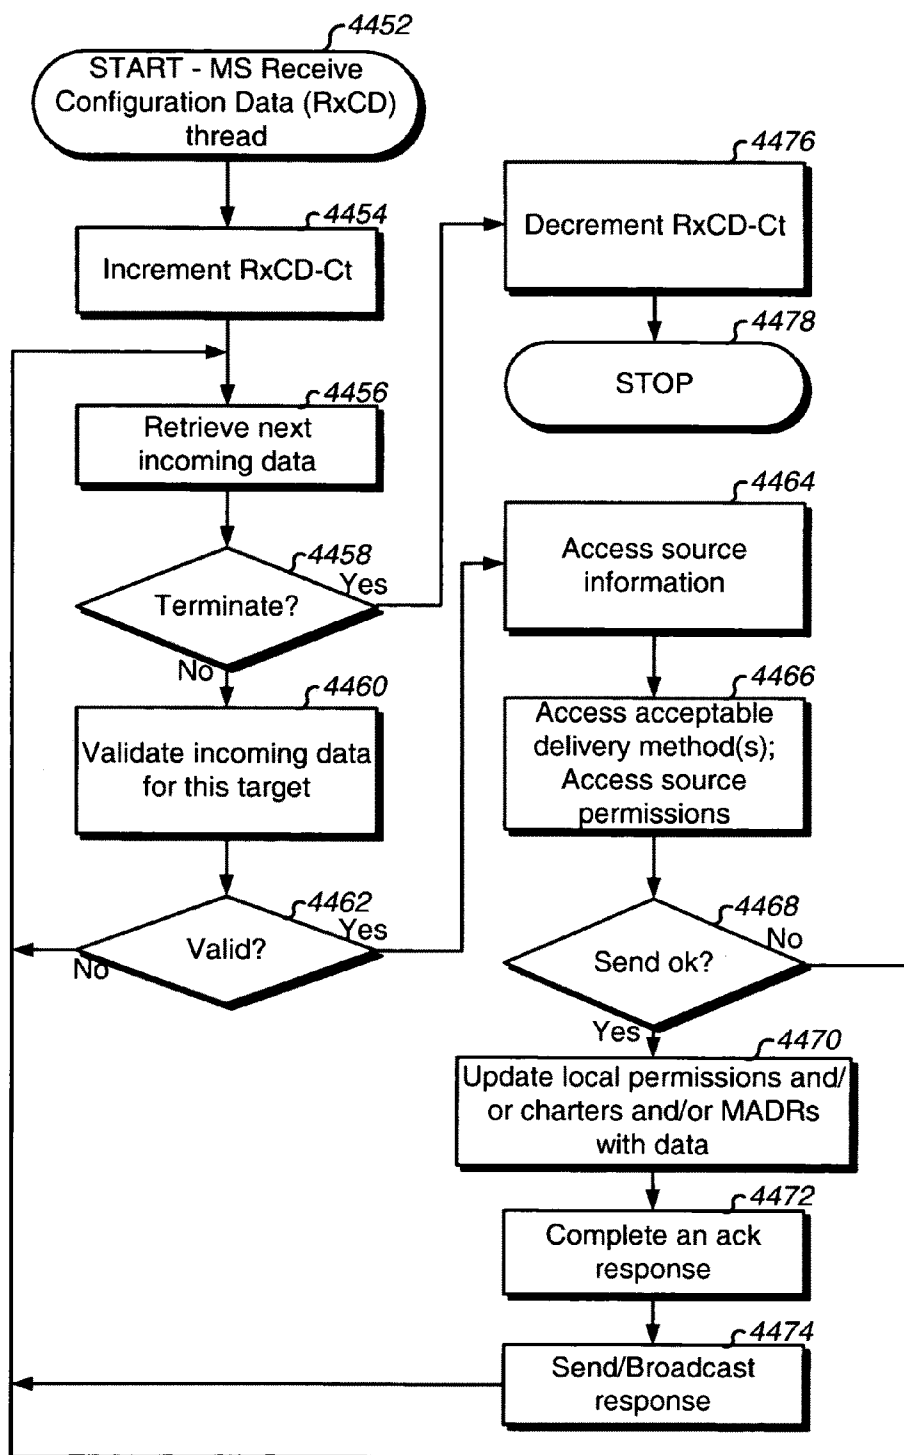 4452
START - MS Receive
Configuration Data (RxCD)
thread
4454
Increment RxCD-Ct
4456
Retrieve next
incoming data
4458
Terminate?
Yes
No
4460
Validate incoming data
for this target
4462
Valid?
Yes
No
4476
Decrement RxCD-Ct
4478
STOP
4464
Access source
information
4466
Access acceptable
delivery method(s);
Access source
permissions
4468
Send ok?
No
Yes
4470
Update local permissions and/
or charters and/or MADRs
with data
4472
Complete an ack
response
4474
Send/Broadcast
response